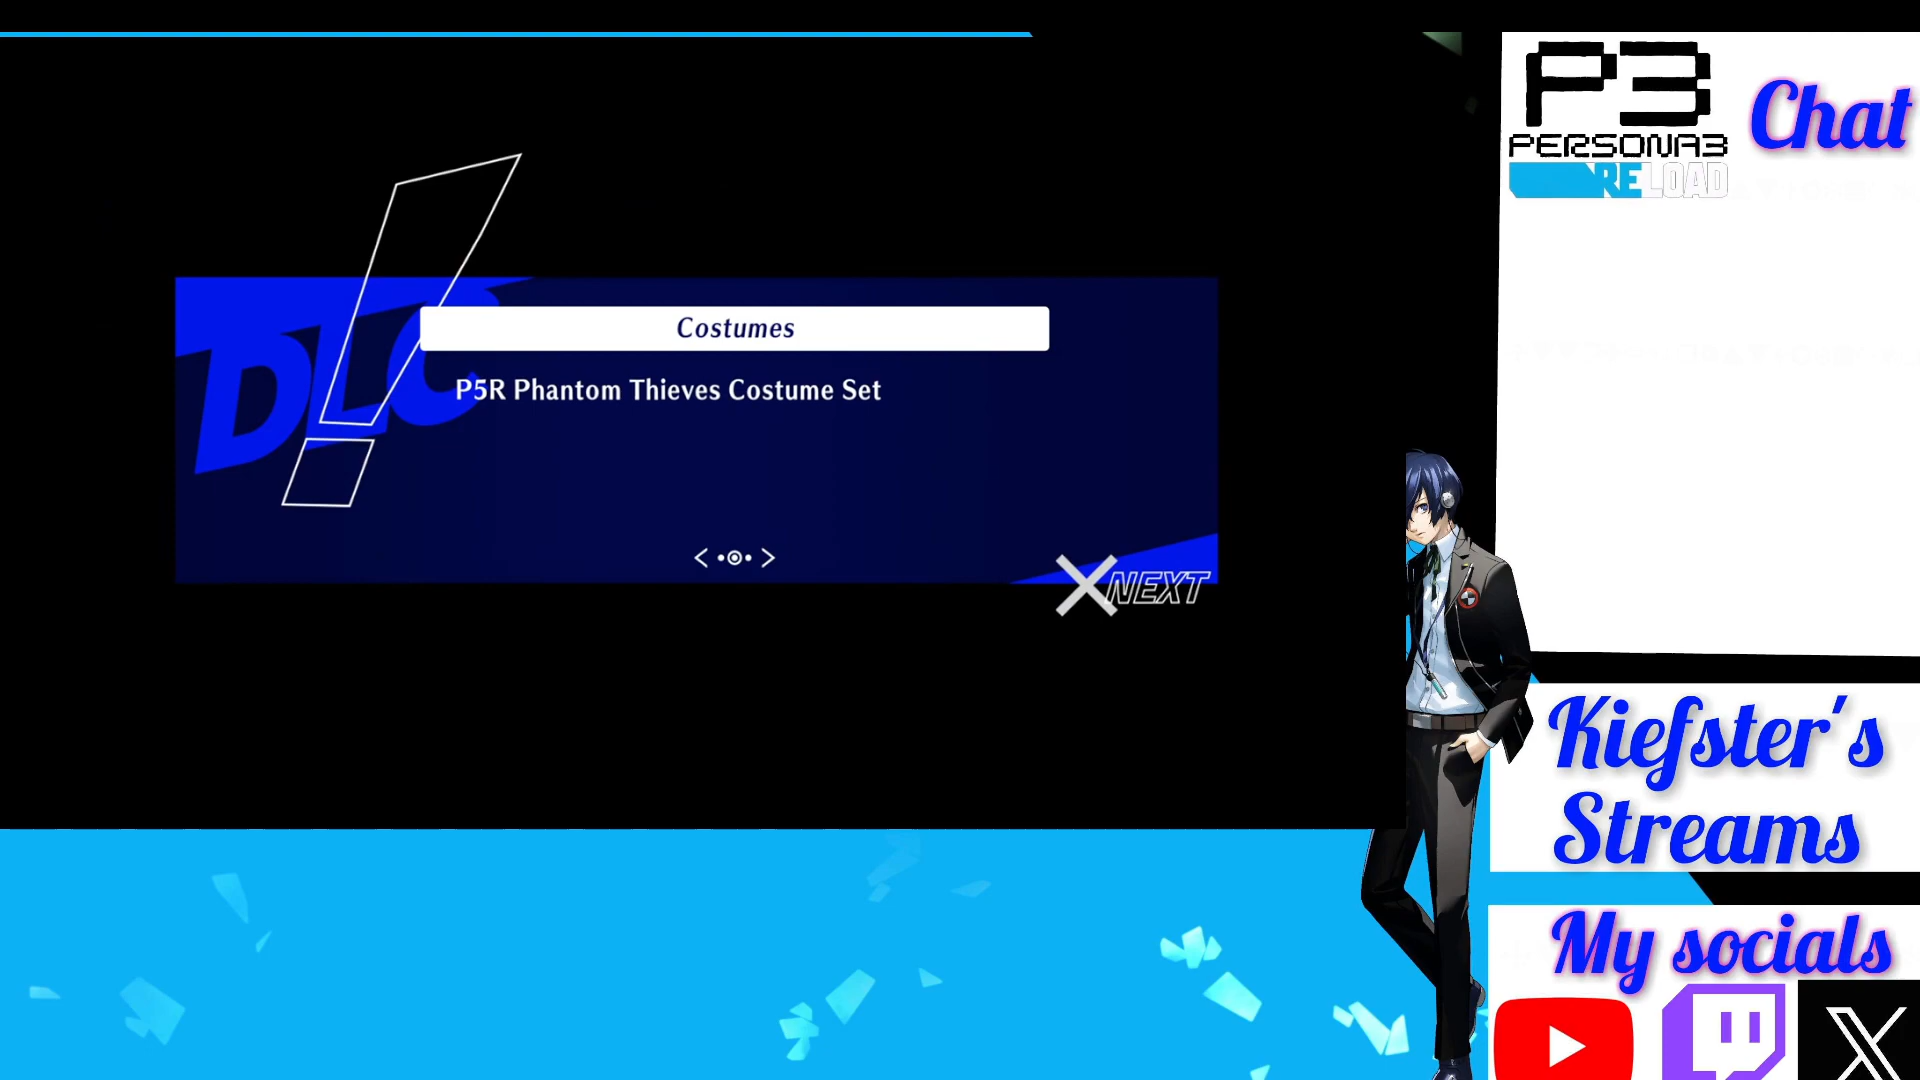 P3
PERSONA3
RELOAD
Chat
DLC
Costumes
P5R Phantom Thieves Costume Set
NEXT
Kiefster's
Streams
My socials